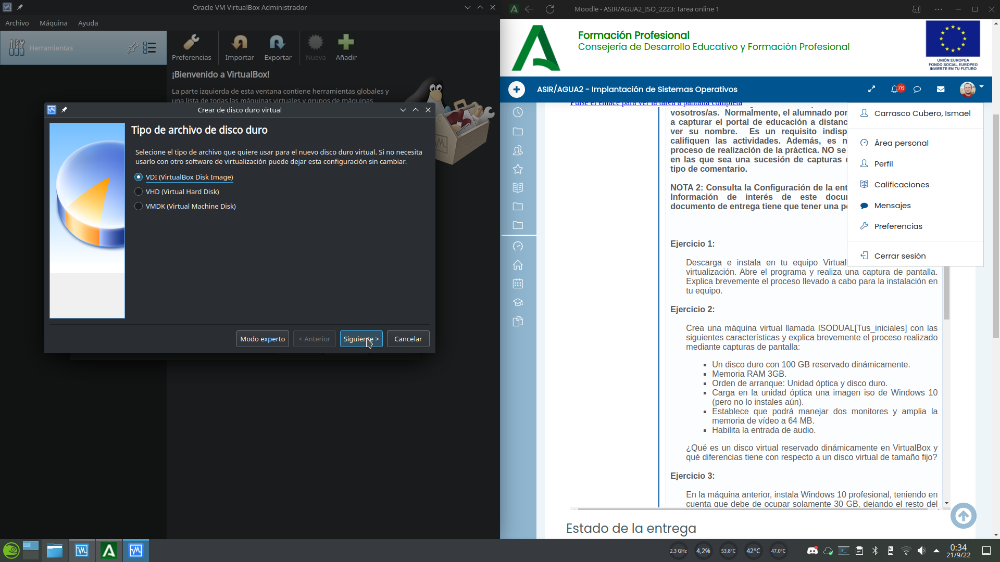 Oracle VM VirtualBox Administrador
Archivo Máquina Ayuda
Herramientas
Preferencias Importar Exportar Nueva Añadir
¡Bienvenido a VirtualBox!
La parte izquierda de esta ventana contiene herramientas globales y
una lista de todas las máquinas virtuales y grupos de máquinas
Crear de disco duro virtual
Tipo de archivo de disco duro
Selecione el tipo de archivo que quiere usar para el nuevo disco duro virtual. Si no necesita
usarlo con otro software de virtualización puede dejar esta configuración sin cambiar.
VDI (VirtualBox Disk Image)
VHD (Virtual Hard Disk)
VMDK (Virtual Machine Disk)
Modo experto < Anterior Siguiente > Cancelar
Moodle - ASIR/AGUA2_ISO_2223: Tarea online 1
Formación Profesional
Consejería de Desarrollo Educativo y Formación Profesional
UNIÓN EUROPEA
FONDO SOCIAL EUROPEO
INVIERTE EN TU FUTURO
ASIR/AGUA2 - Implantación de Sistemas Operativos
76
Pulse el enlace para ver la tarea a pantalla completa
vosotros/as. Normalmente, el alumnado por
a capturar el portal de educación a distanc
ver su nombre. Es un requisito indisp
califiquen las actividades. Además, es n
proceso de realización de la práctica. NO se
en las que sea una sucesión de capturas
tipo de comentario.
NOTA 2: Consulta la Configuración de la ent
Información de interés de este docu
documento de entrega tiene que tener una p
Carrasco Cubero, Ismael
Área personal
Perfil
Calificaciones
Mensajes
Preferencias
Cerrar sesión
Ejercicio 1:
Descarga e instala en tu equipo Virtual
virtualización. Abre el programa y realiza una captura de pantalla.
Explica brevemente el proceso llevado a cabo para la instalación en
tu equipo.
Ejercicio 2:
Crea una máquina virtual llamada ISODUAL[Tus_iniciales] con las
siguientes características y explica brevemente el proceso realizado
mediante capturas de pantalla:
Un disco duro con 100 GB reservado dinámicamente.
Memoria RAM 3GB.
Orden de arranque: Unidad óptica y disco duro.
Carga en la unidad óptica una imagen iso de Windows 10
(pero no lo instales aún).
Establece que podrá manejar dos monitores y amplia la
memoria de vídeo a 64 MB.
Habilita la entrada de audio.
¿Qué es un disco virtual reservado dinámicamente en VirtualBox y
qué diferencias tiene con respecto a un disco virtual de tamaño fijo?
Ejercicio 3:
En la máquina anterior, instala Windows 10 profesional, teniendo en
cuenta que debe de ocupar solamente 30 GB, dejando el resto del
Estado de la entrega
2,3 GHz 4,2% 53,8°C 42°C 47,0°C
0:34
21/9/22